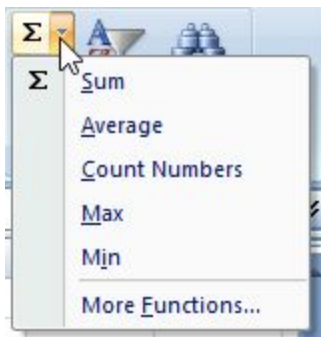 Σ A
Σ Sum
Average
Count Numbers
Max
Min
More Functions...